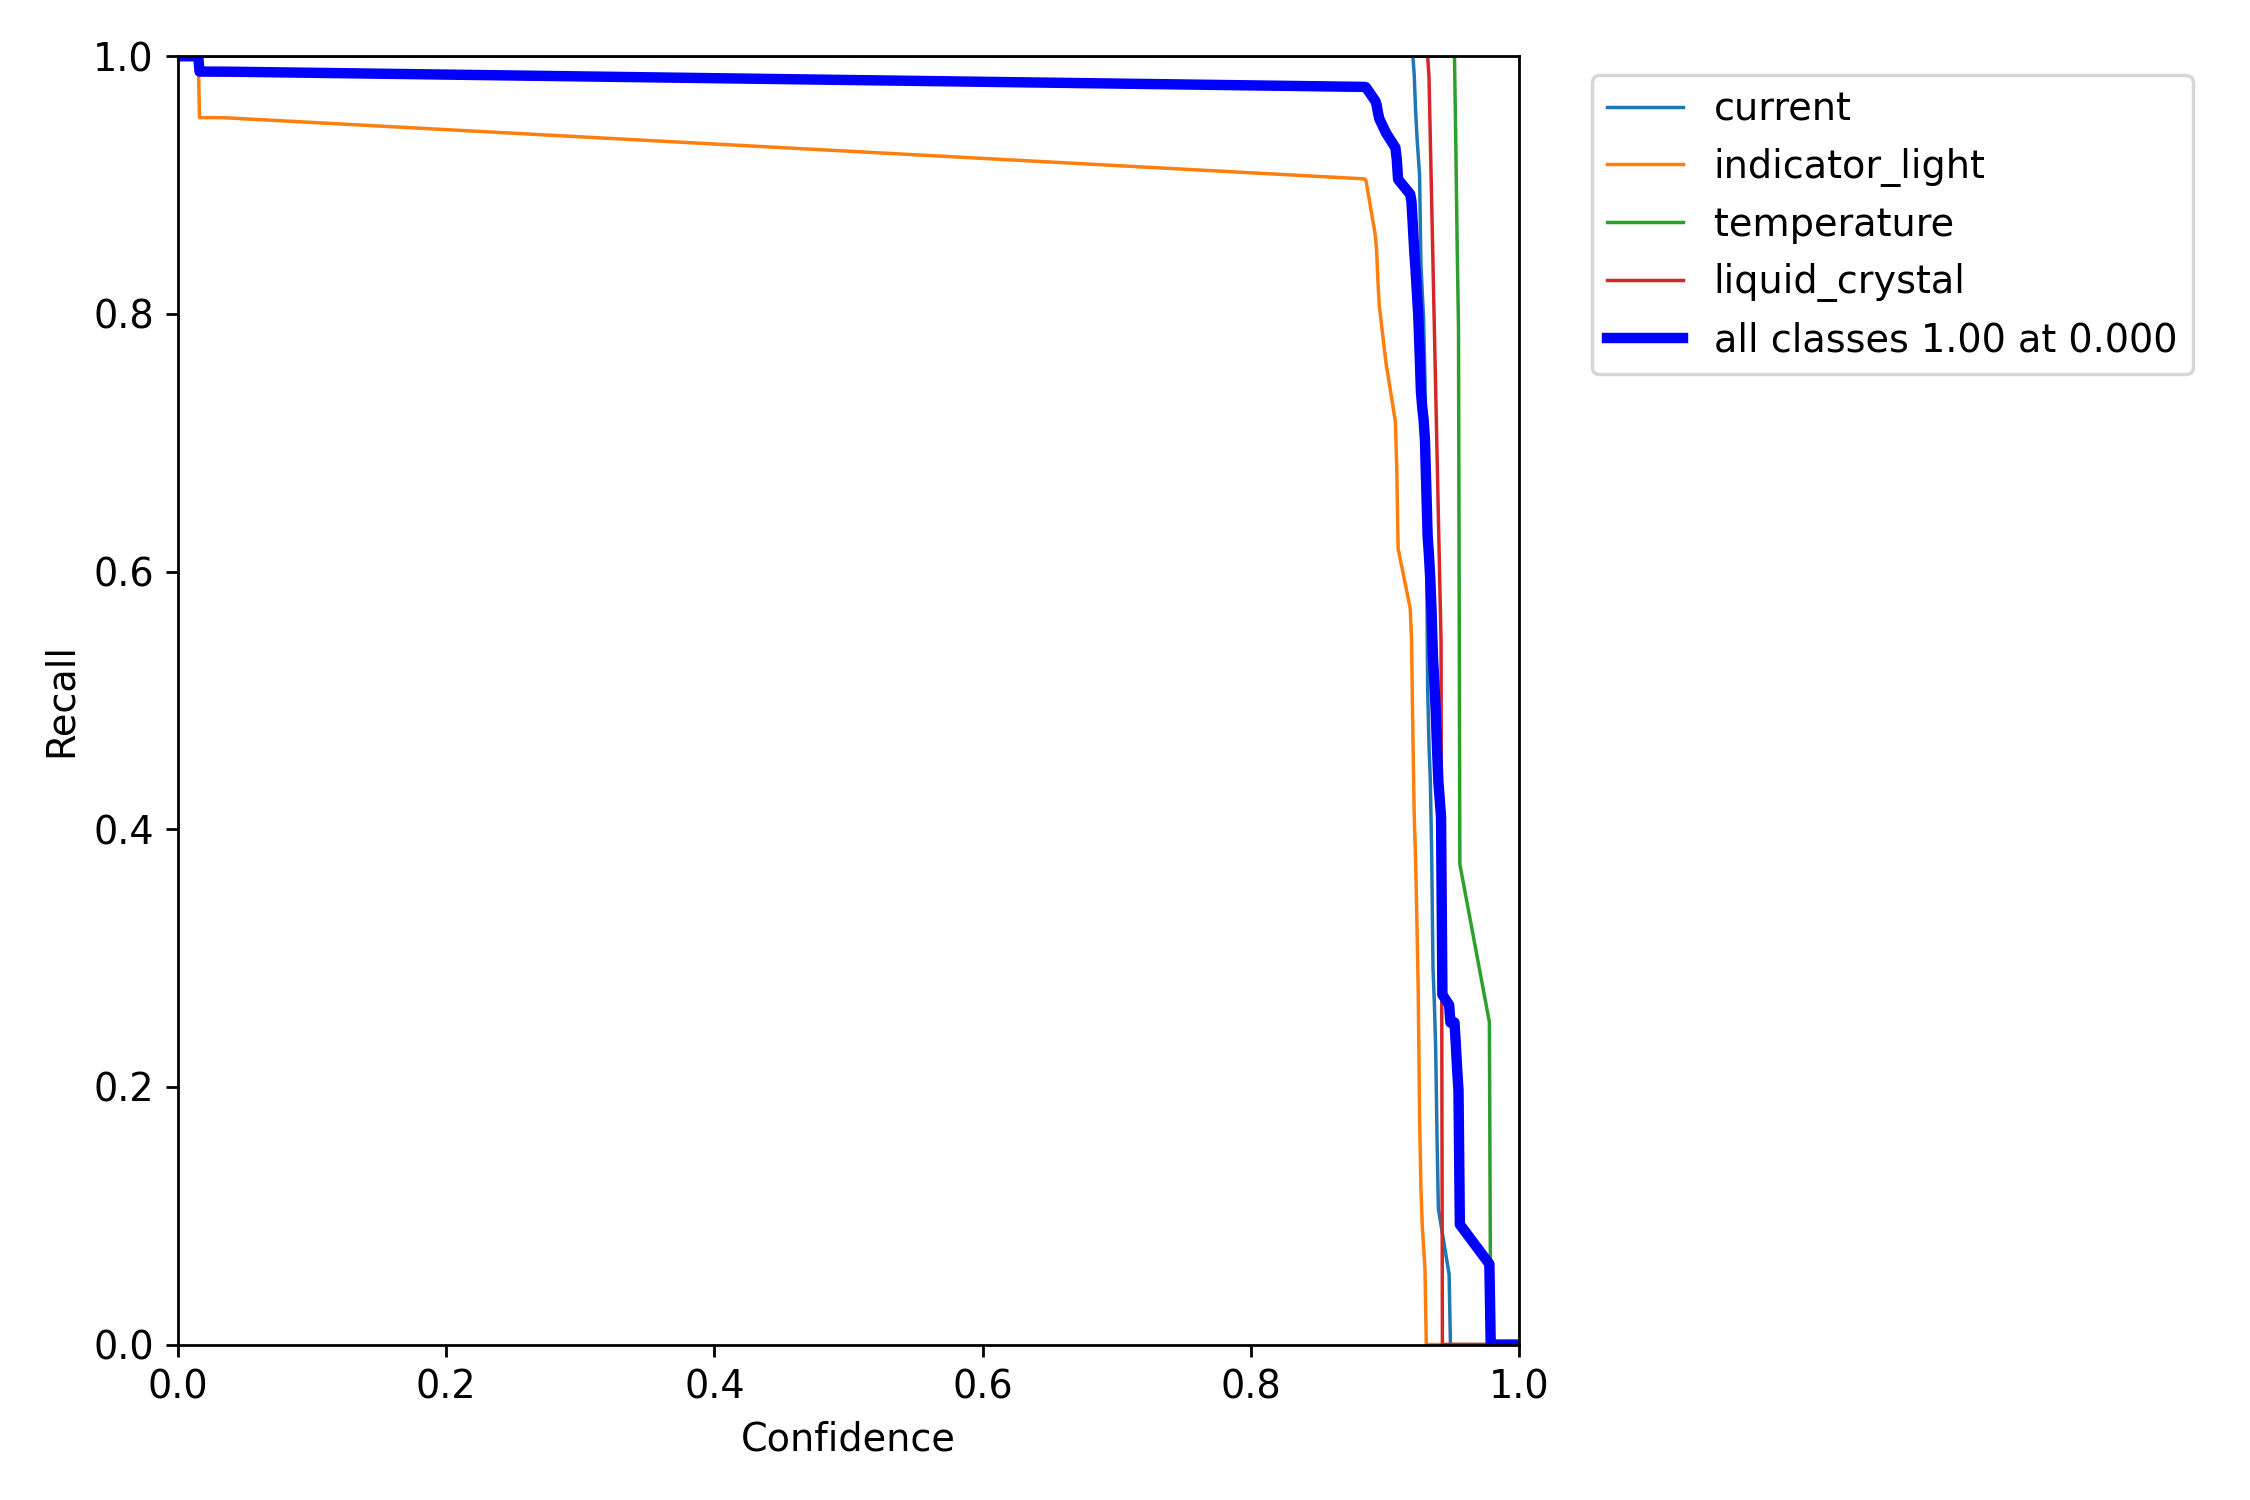 1.0
0.8
0.6
0.4
0.2
0.0
Recall
0.0 0.2 0.4 0.6 0.8 1.0
Confidence
current
indicator_light
temperature
liquid_crystal
all classes 1.00 at 0.000